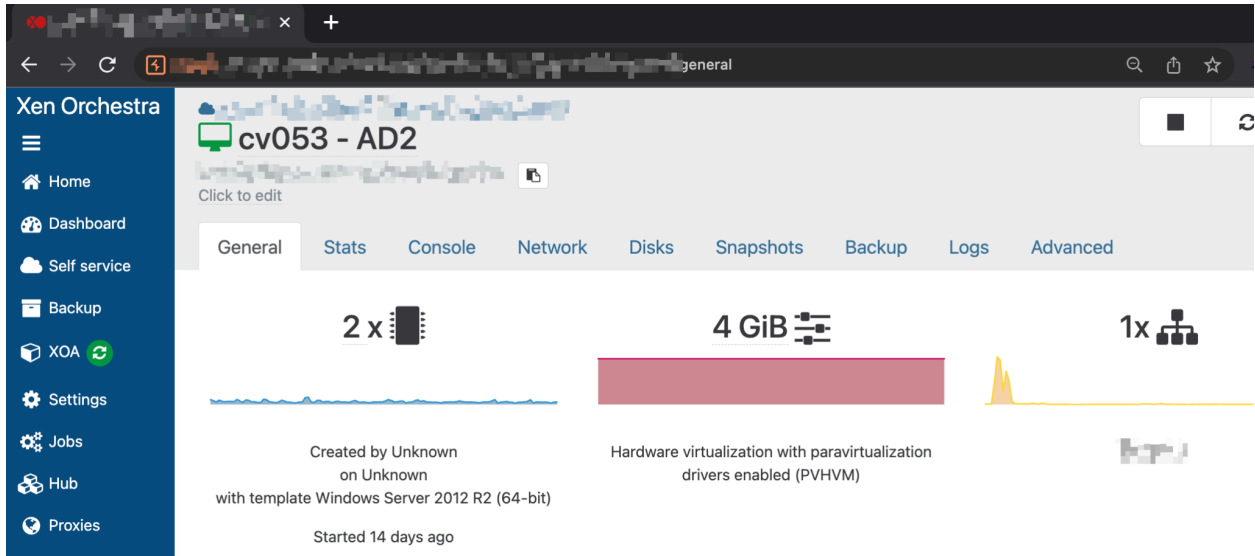 general
Xen Orchestra
cv053 - AD2
Click to edit
Home
Dashboard
Self service
Backup
XOA
Settings
Jobs
Hub
Proxies
General Stats Console Network Disks Snapshots Backup Logs Advanced
2 x
4 GiB
1x
Created by Unknown
on Unknown
with template Windows Server 2012 R2 (64-bit)
Started 14 days ago
Hardware virtualization with paravirtualization
drivers enabled (PVHVM)